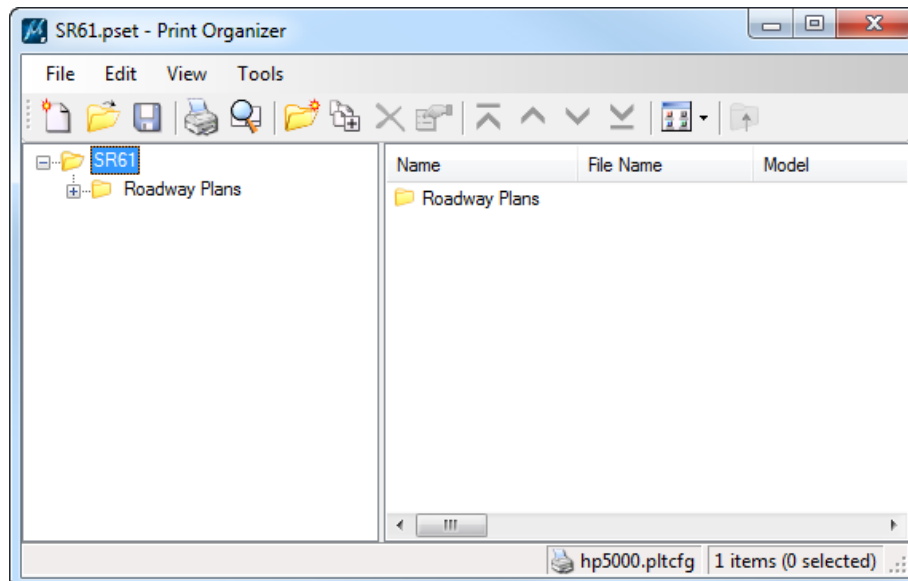 SR61.pset - Print Organizer
File Edit View Tools
SR61
Roadway Plans
Name File Name Model
Roadway Plans
hp5000.pltcfg 1 items (0 selected)